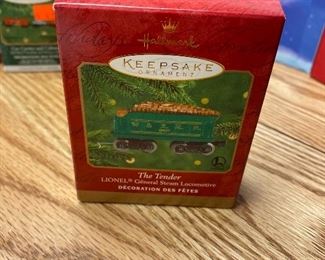 Hallmark
KEEPSAKE
ORNAMENT
The Tender
LIONEL® General Steam Locomotive
DÉCORATION DES FÊTES